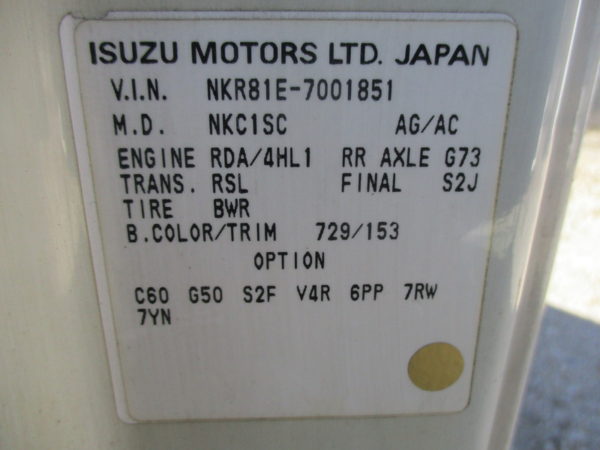 ISUZU MOTORS LTD. JAPAN
V.I.N. NKR81E-7001851
M.D. NKC1SC AG/AC
ENGINE RDA/4HL1 RR AXLE G73
TRANS. RSL FINAL S2J
TIRE BWR
B.COLOR/TRIM 729/153
OPTION
C60 G50 S2F V4R 6PP 7RW
7YN